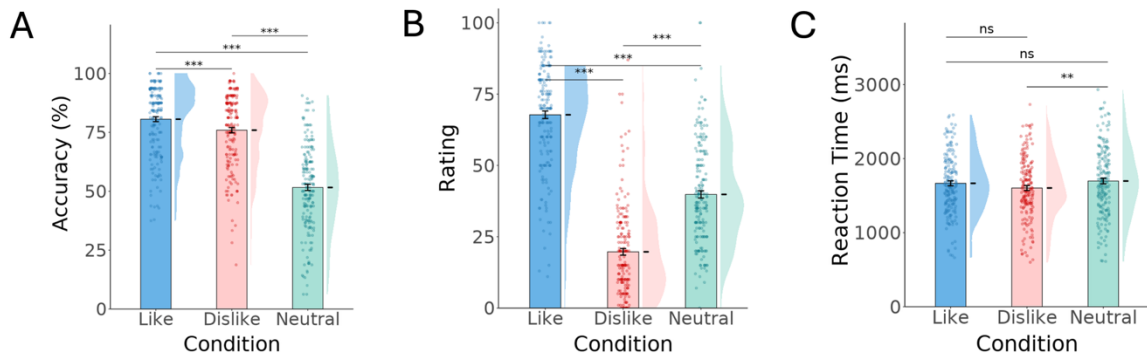 A
Accuracy (%)
***
***
***
100
75
50
25
0
Like Dislike Neutral
Condition
B
Rating
***
***
***
100
75
50
25
0
Like Dislike Neutral
Condition
C
Reaction Time (ms)
ns
ns
**
3000
2000
1000
0
Like Dislike Neutral
Condition